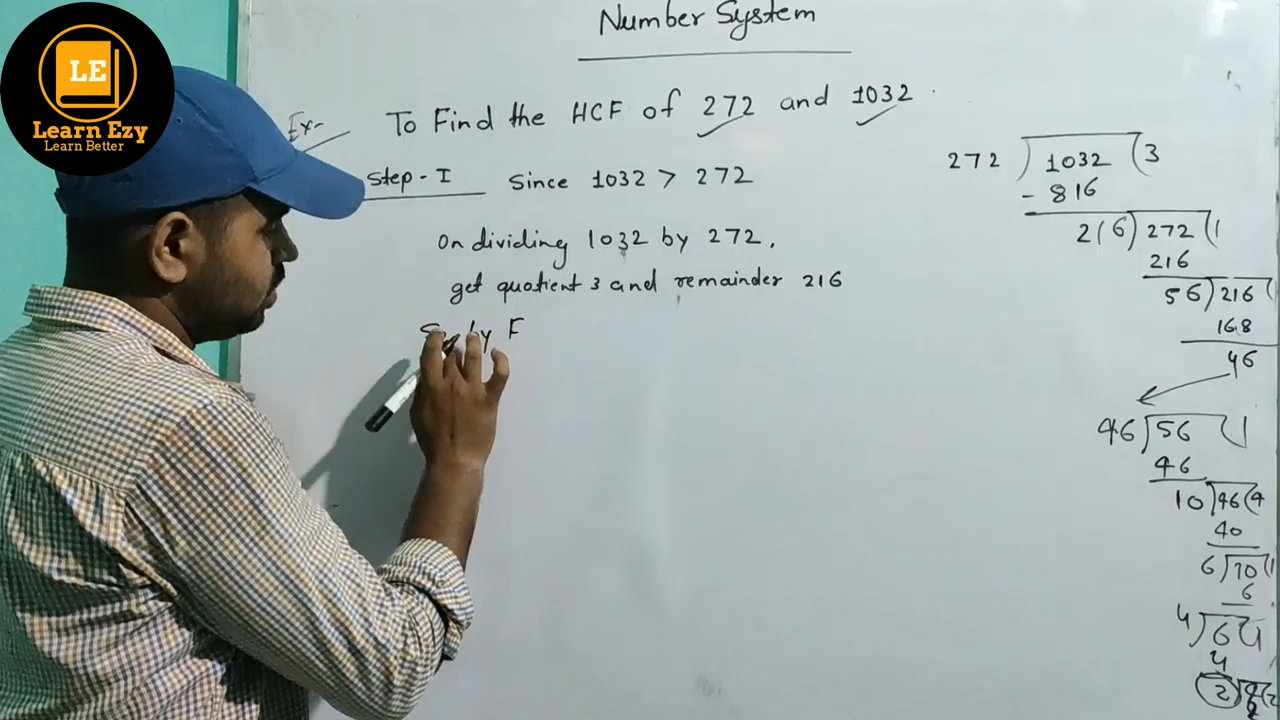 LE
Learn Ezy
Learn Better
Number System
Ex- To Find the HCF of 272 and 1032
Step - I Since 1032 > 272
On dividing 1032 by 272,
get quotient 3 and remainder 216
by F
272 ) 1032 ( 3
- 816
216 ) 272 ( 1
216
56 ) 216 (
168
46
46 ) 56 ( 1
46
10 ) 46 ( 4
40
6 ) 10 ( 1
6
4 ) 6 ( 1
4
2